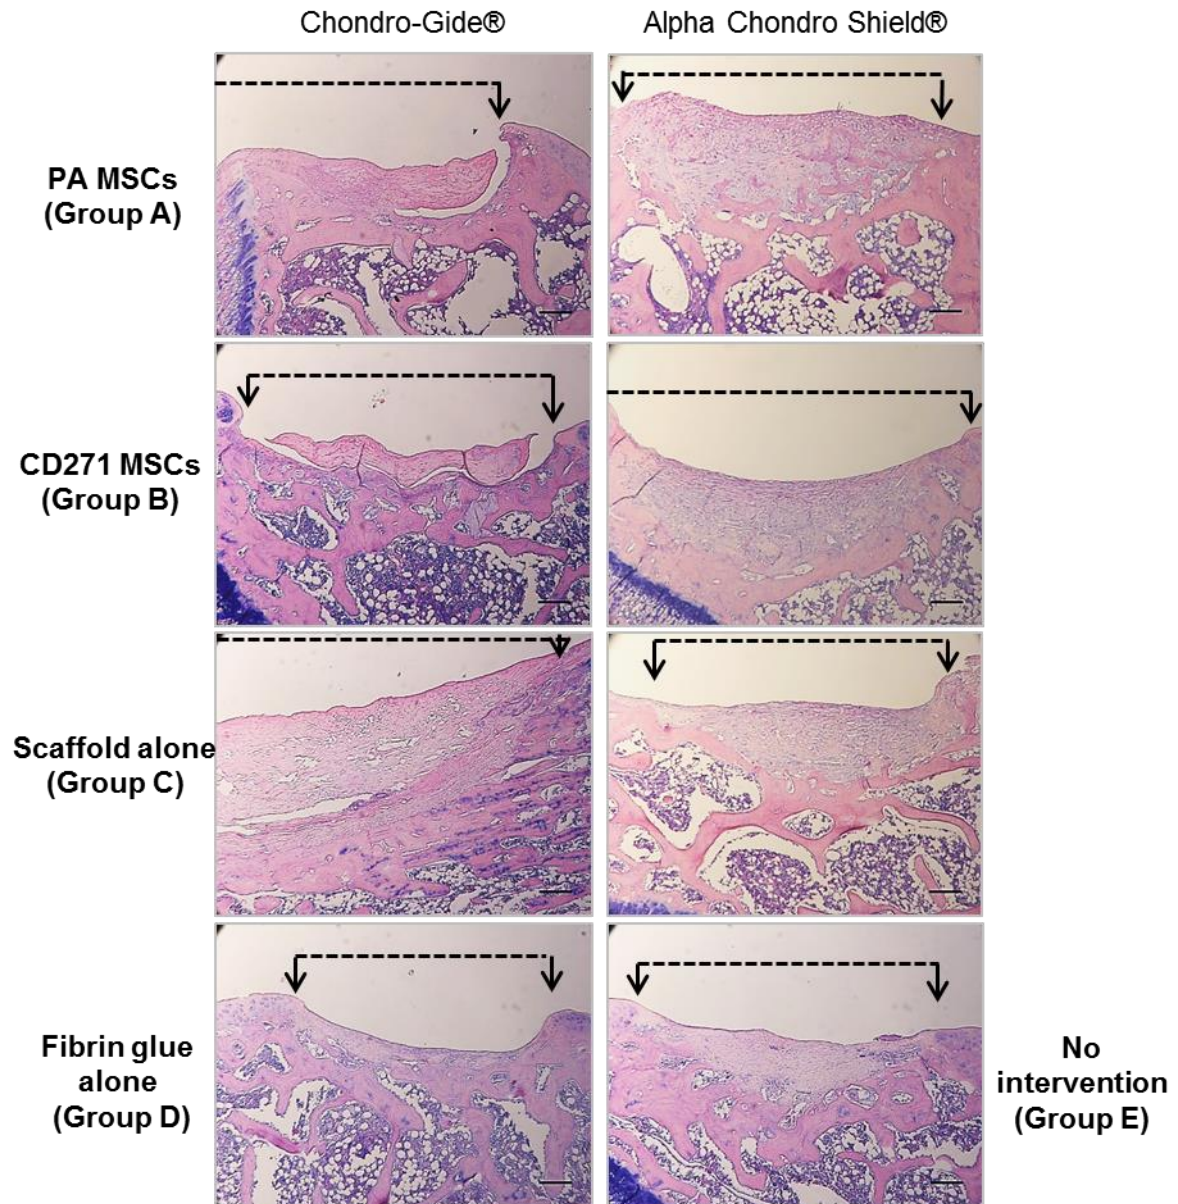 Chondro-Gide®
Alpha Chondro Shield®
PA MSCs
(Group A)
CD271 MSCs
(Group B)
Scaffold alone
(Group C)
Fibrin glue
alone
(Group D)
No
intervention
(Group E)